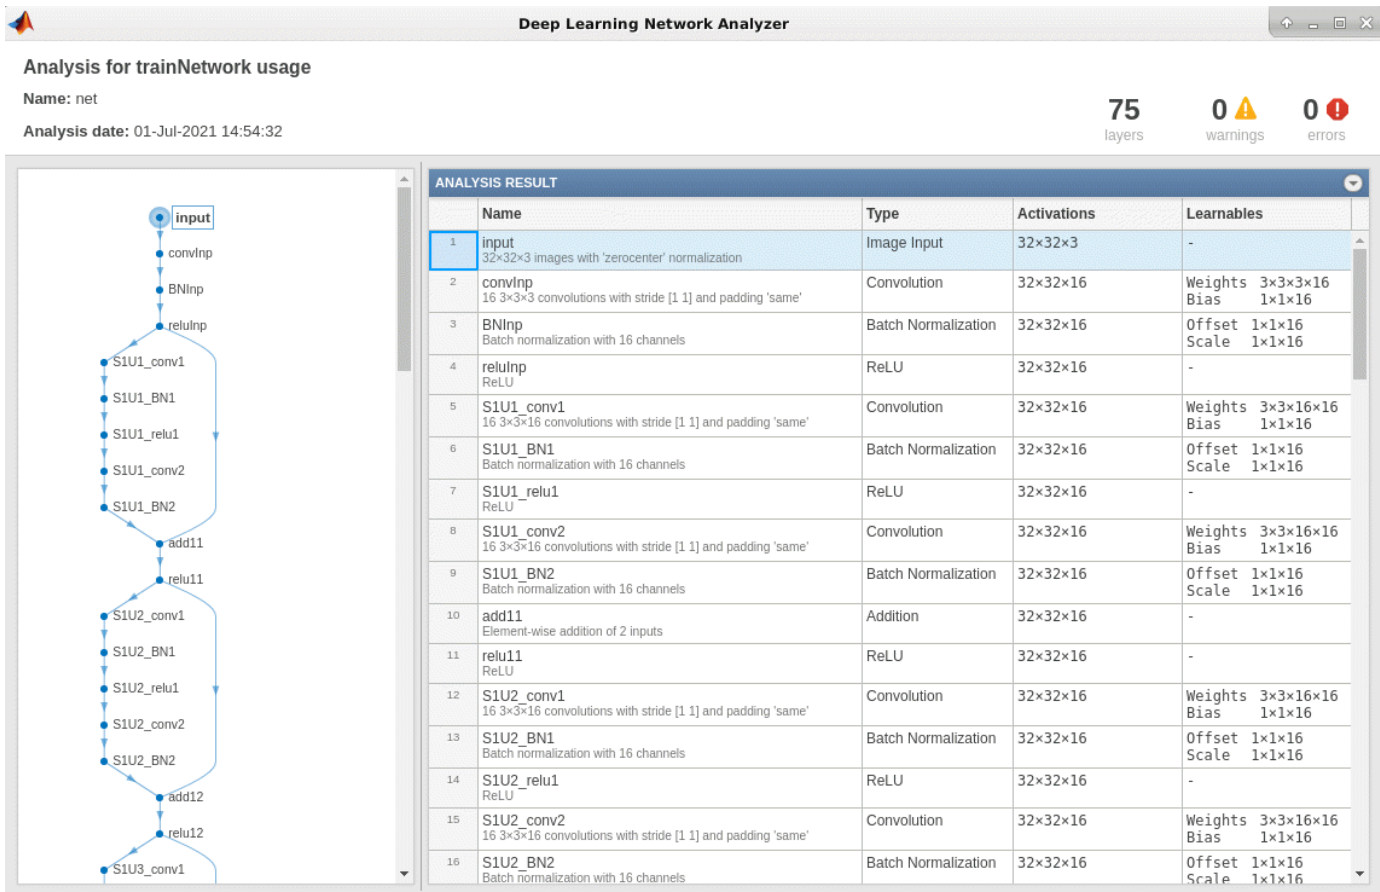 Deep Learning Network Analyzer
Analysis for trainNetwork usage
Name: net
Analysis date: 01-Jul-2021 14:54:32
75
layers
0
warnings
0
errors
input
convInp
BNInp
reluInp
S1U1_conv1
S1U1_BN1
S1U1_relu1
S1U1_conv2
S1U1_BN2
add11
relu11
S1U2_conv1
S1U2_BN1
S1U2_relu1
S1U2_conv2
S1U2_BN2
add12
relu12
S1U3_conv1
ANALYSIS RESULT
Name Type Activations Learnables
1 input Image Input 32×32×3 -
32×32×3 images with 'zerocenter' normalization
2 convInp Convolution 32×32×16 Weights 3×3×3×16
16 3×3×3 convolutions with stride [1 1] and padding 'same' Bias 1×1×16
3 BNInp Batch Normalization 32×32×16 Offset 1×1×16
Batch normalization with 16 channels Scale 1×1×16
4 reluInp ReLU 32×32×16 -
ReLU
5 S1U1_conv1 Convolution 32×32×16 Weights 3×3×16×16
16 3×3×16 convolutions with stride [1 1] and padding 'same' Bias 1×1×16
6 S1U1_BN1 Batch Normalization 32×32×16 Offset 1×1×16
Batch normalization with 16 channels Scale 1×1×16
7 S1U1_relu1 ReLU 32×32×16 -
ReLU
8 S1U1_conv2 Convolution 32×32×16 Weights 3×3×16×16
16 3×3×16 convolutions with stride [1 1] and padding 'same' Bias 1×1×16
9 S1U1_BN2 Batch Normalization 32×32×16 Offset 1×1×16
Batch normalization with 16 channels Scale 1×1×16
10 add11 Addition 32×32×16 -
Element-wise addition of 2 inputs
11 relu11 ReLU 32×32×16 -
ReLU
12 S1U2_conv1 Convolution 32×32×16 Weights 3×3×16×16
16 3×3×16 convolutions with stride [1 1] and padding 'same' Bias 1×1×16
13 S1U2_BN1 Batch Normalization 32×32×16 Offset 1×1×16
Batch normalization with 16 channels Scale 1×1×16
14 S1U2_relu1 ReLU 32×32×16 -
ReLU
15 S1U2_conv2 Convolution 32×32×16 Weights 3×3×16×16
16 3×3×16 convolutions with stride [1 1] and padding 'same' Bias 1×1×16
16 S1U2_BN2 Batch Normalization 32×32×16 Offset 1×1×16
Batch normalization with 16 channels Scale 1×1×16